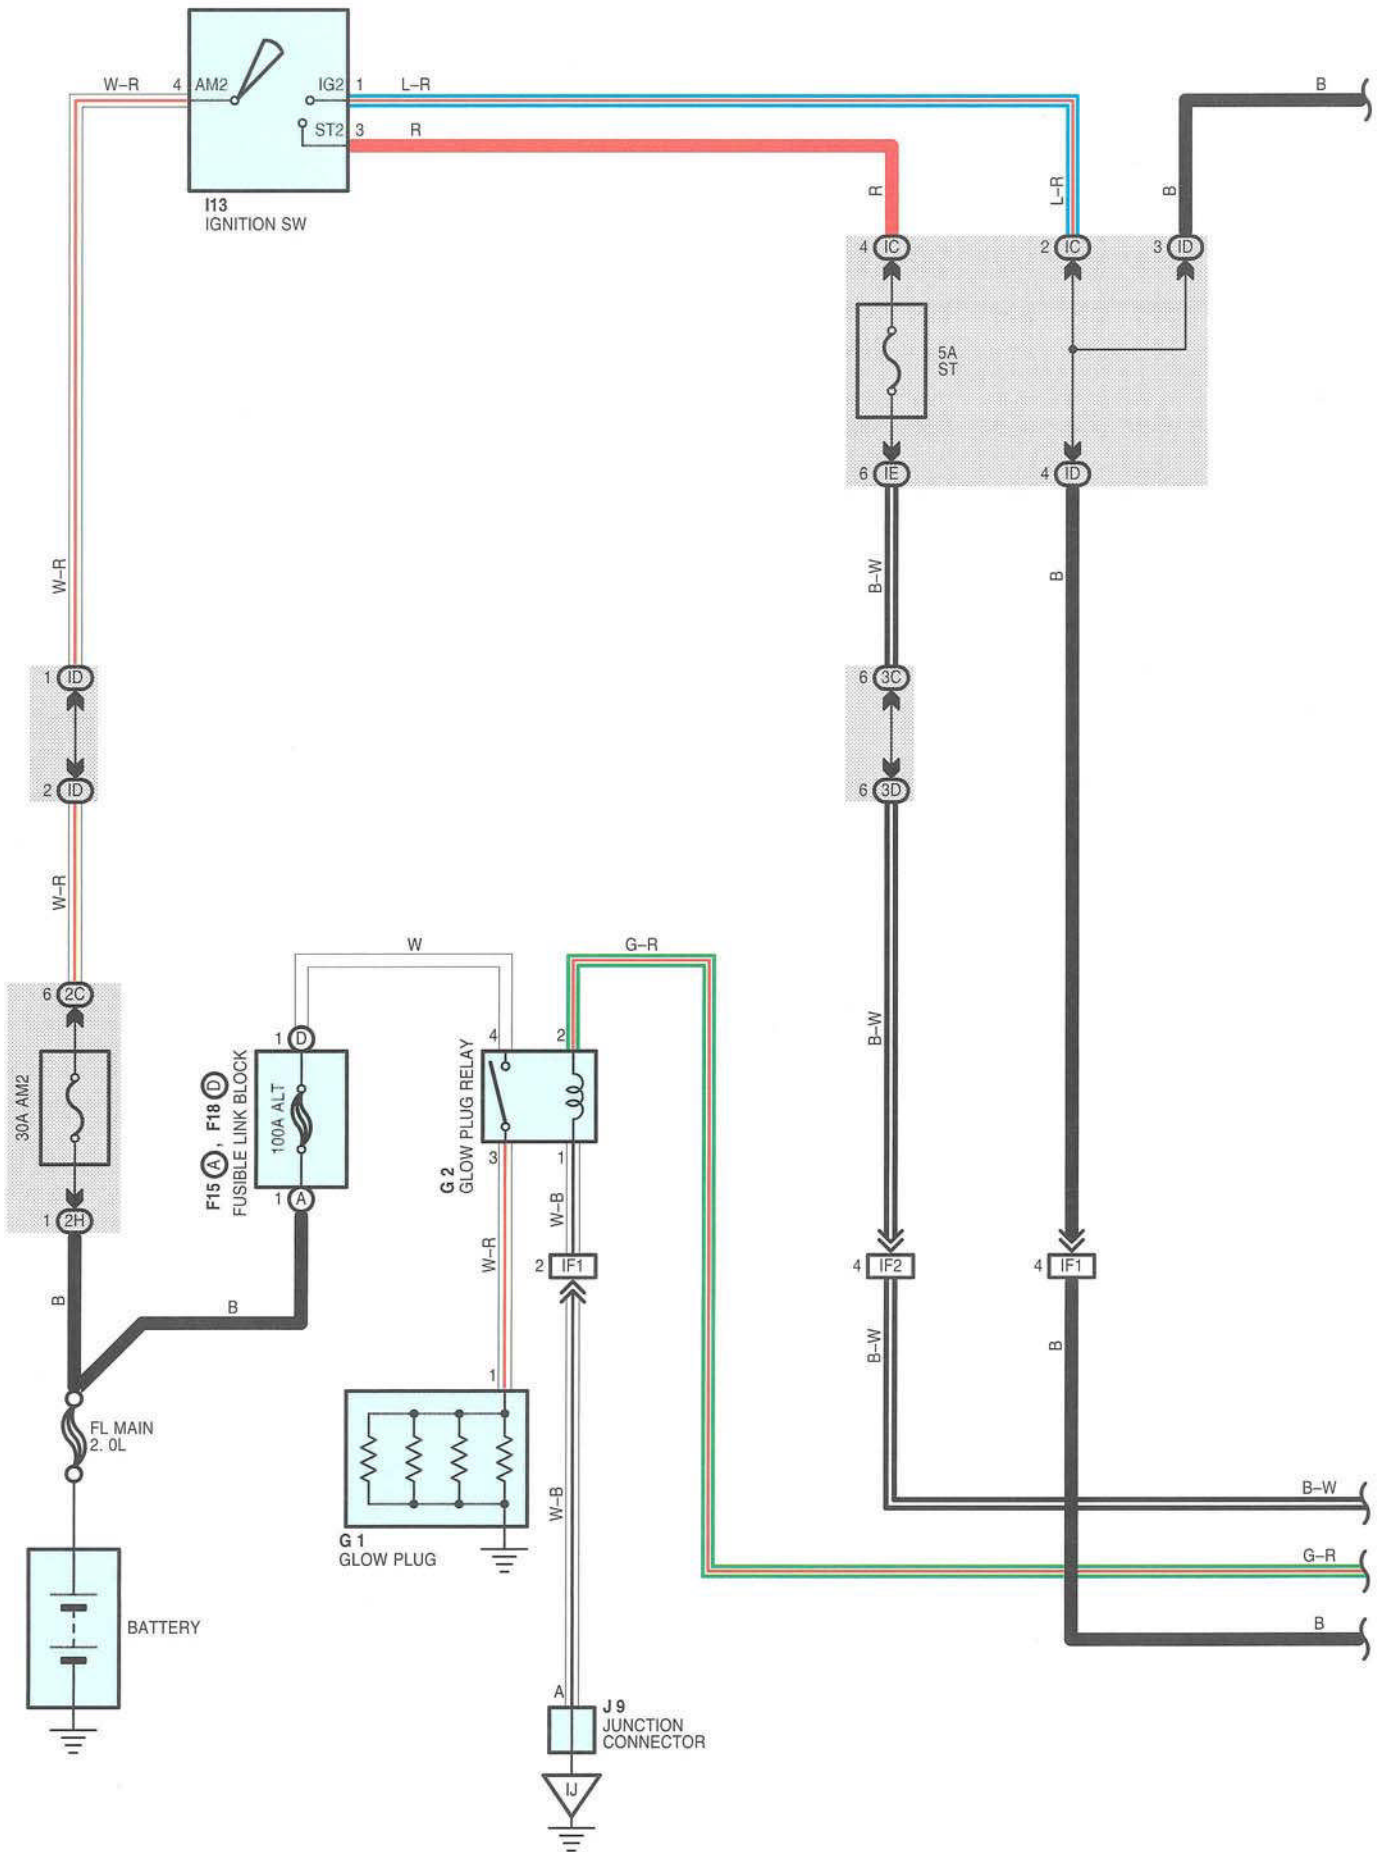 W-R 4 AM2 IG2 1 L-R B
ST2 3 R
I13
IGNITION SW
R L-R B
4 IC 2 IC 3 ID
5A
ST
6 IE 4 ID
W-R B-W B
1 ID 6 3C
2 ID 6 3D
W-R
W G-R
6 2C
30A AM2
1 2H
1 D
100A ALT
1 A
F15 A , F18 D
FUSIBLE LINK BLOCK
4 2
G 2
GLOW PLUG RELAY
3 1
B-W
W-B
W-R
2 IF1 4 IF2 4 IF1
B B
B-W B
1
FL MAIN
2. 0L
G 1
GLOW PLUG
W-B
B-W
G-R
B
BATTERY
A
J 9
JUNCTION
CONNECTOR
IJ